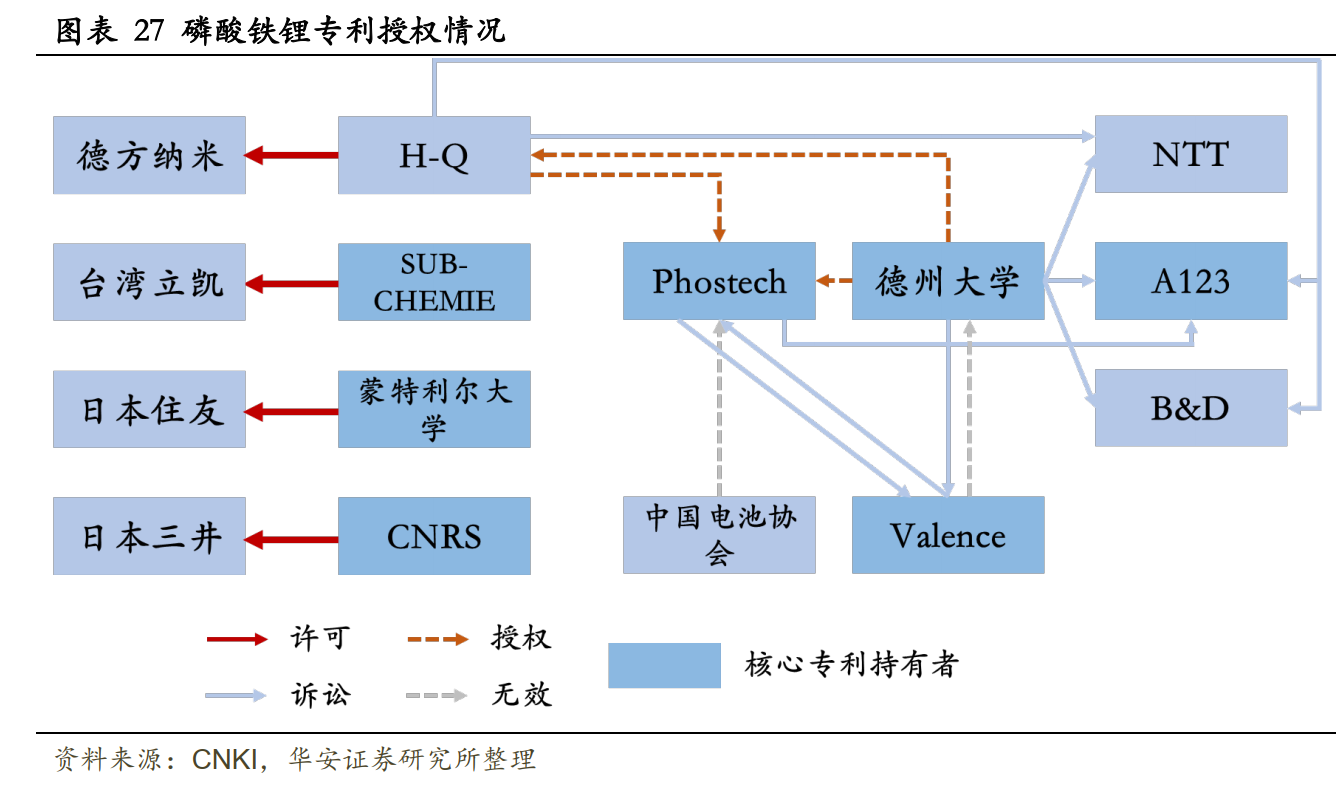 图表 27 磷酸铁锂专利授权情况
德方纳米
H-Q
NTT
台湾立凯
SUB-
CHEMIE
Phostech
德州大学
A123
日本住友
蒙特利尔大
学
B&D
日本三井
CNRS
中国电池协
会
Valence
许可
授权
核心专利持有者
诉讼
无效
资料来源：CNKI，华安证券研究所整理